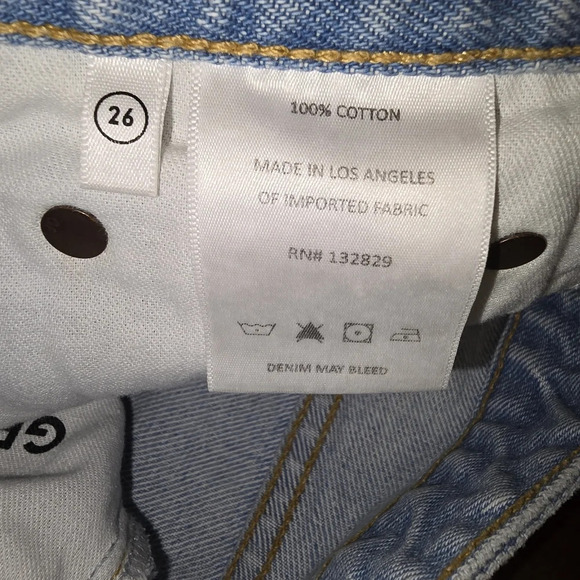 26
100% COTTON
MADE IN LOS ANGELES
OF IMPORTED FABRIC
RN# 132829
DENIM MAY BLEED